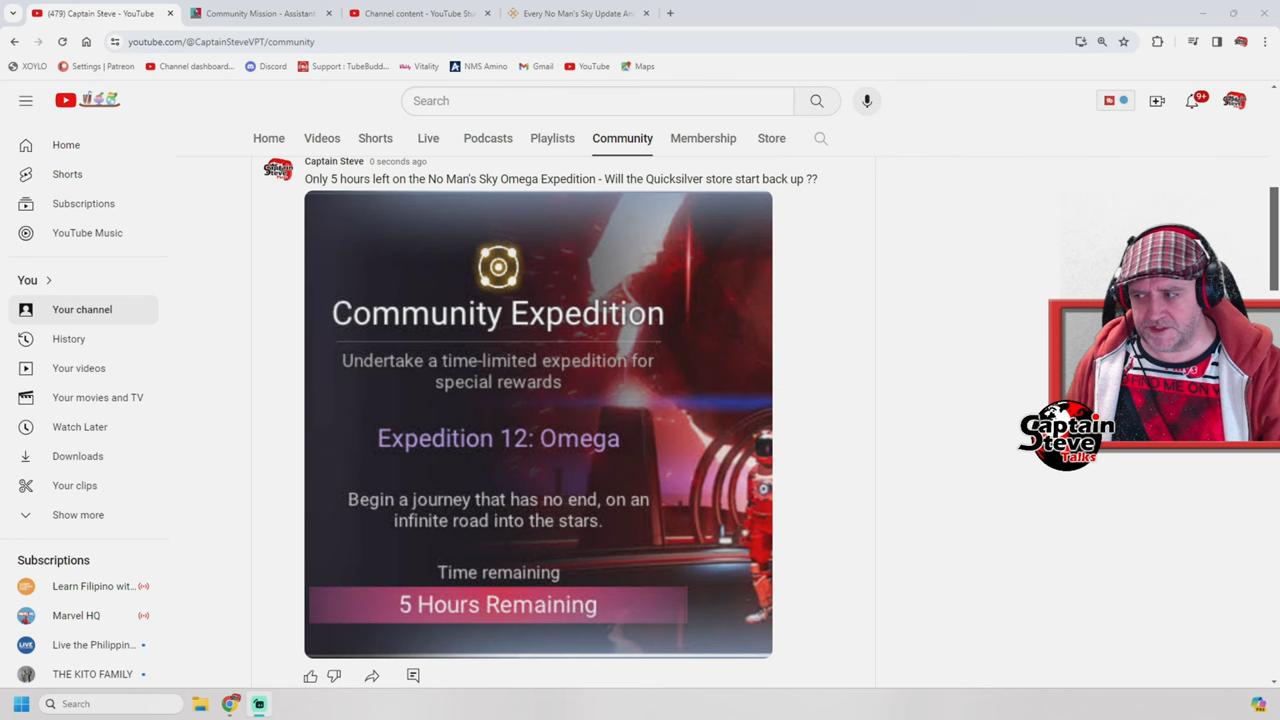 (479) Captain Steve - YouTube
Community Mission - Assistant
Channel content - YouTube Stu
Every No Man's Sky Update An
youtube.com/@CaptainSteveVPT/community
XOYLO
Settings | Patreon
Channel dashboard...
Discord
Support : TubeBudd...
Vitality
NMS Amino
Gmail
YouTube
Maps
Search
9+
Home
Videos
Shorts
Live
Podcasts
Playlists
Community
Membership
Store
Home
Shorts
Subscriptions
YouTube Music
You
Your channel
History
Your videos
Your movies and TV
Watch Later
Downloads
Your clips
Show more
Subscriptions
Learn Filipino wit...
Marvel HQ
Live the Philippin...
THE KITO FAMILY
Captain Steve 0 seconds ago
Only 5 hours left on the No Man's Sky Omega Expedition - Will the Quicksilver store start back up ??
Community Expedition
Undertake a time-limited expedition for
special rewards
Expedition 12: Omega
Begin a journey that has no end, on an
infinite road into the stars.
Time remaining
5 Hours Remaining
Captain
Steve
Talks
Search